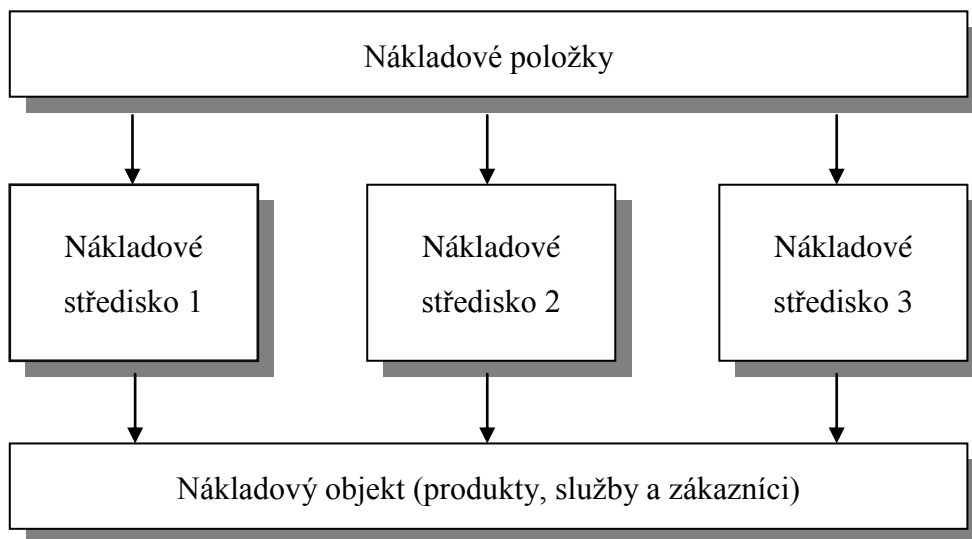 Nákladové položky
Nákladové
středisko 1
Nákladové
středisko 2
Nákladové
středisko 3
Nákladový objekt (produkty, služby a zákazníci)